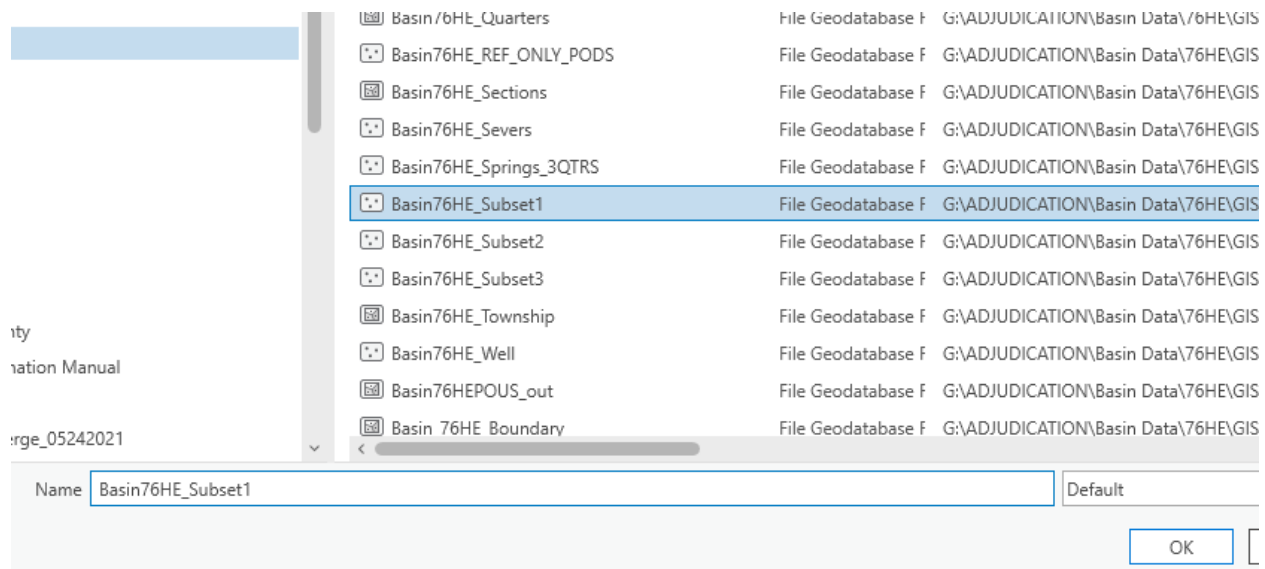 Basin76HE_Quarters File Geodatabase F G:\ADJUDICATION\Basin Data\76HE\GIS
Basin76HE_REF_ONLY_PODS File Geodatabase F G:\ADJUDICATION\Basin Data\76HE\GIS
Basin76HE_Sections File Geodatabase F G:\ADJUDICATION\Basin Data\76HE\GIS
Basin76HE_Severs File Geodatabase F G:\ADJUDICATION\Basin Data\76HE\GIS
Basin76HE_Springs_3QTRS File Geodatabase F G:\ADJUDICATION\Basin Data\76HE\GIS
Basin76HE_Subset1 File Geodatabase F G:\ADJUDICATION\Basin Data\76HE\GIS
Basin76HE_Subset2 File Geodatabase F G:\ADJUDICATION\Basin Data\76HE\GIS
Basin76HE_Subset3 File Geodatabase F G:\ADJUDICATION\Basin Data\76HE\GIS
Basin76HE_Township File Geodatabase F G:\ADJUDICATION\Basin Data\76HE\GIS
nty
Basin76HE_Well File Geodatabase F G:\ADJUDICATION\Basin Data\76HE\GIS
nation Manual
Basin76HEPOUS_out File Geodatabase F G:\ADJUDICATION\Basin Data\76HE\GIS
Basin_76HE_Boundary File Geodatabase F G:\ADJUDICATION\Basin Data\76HE\GIS
erge_05242021
Name Basin76HE_Subset1 Default
OK